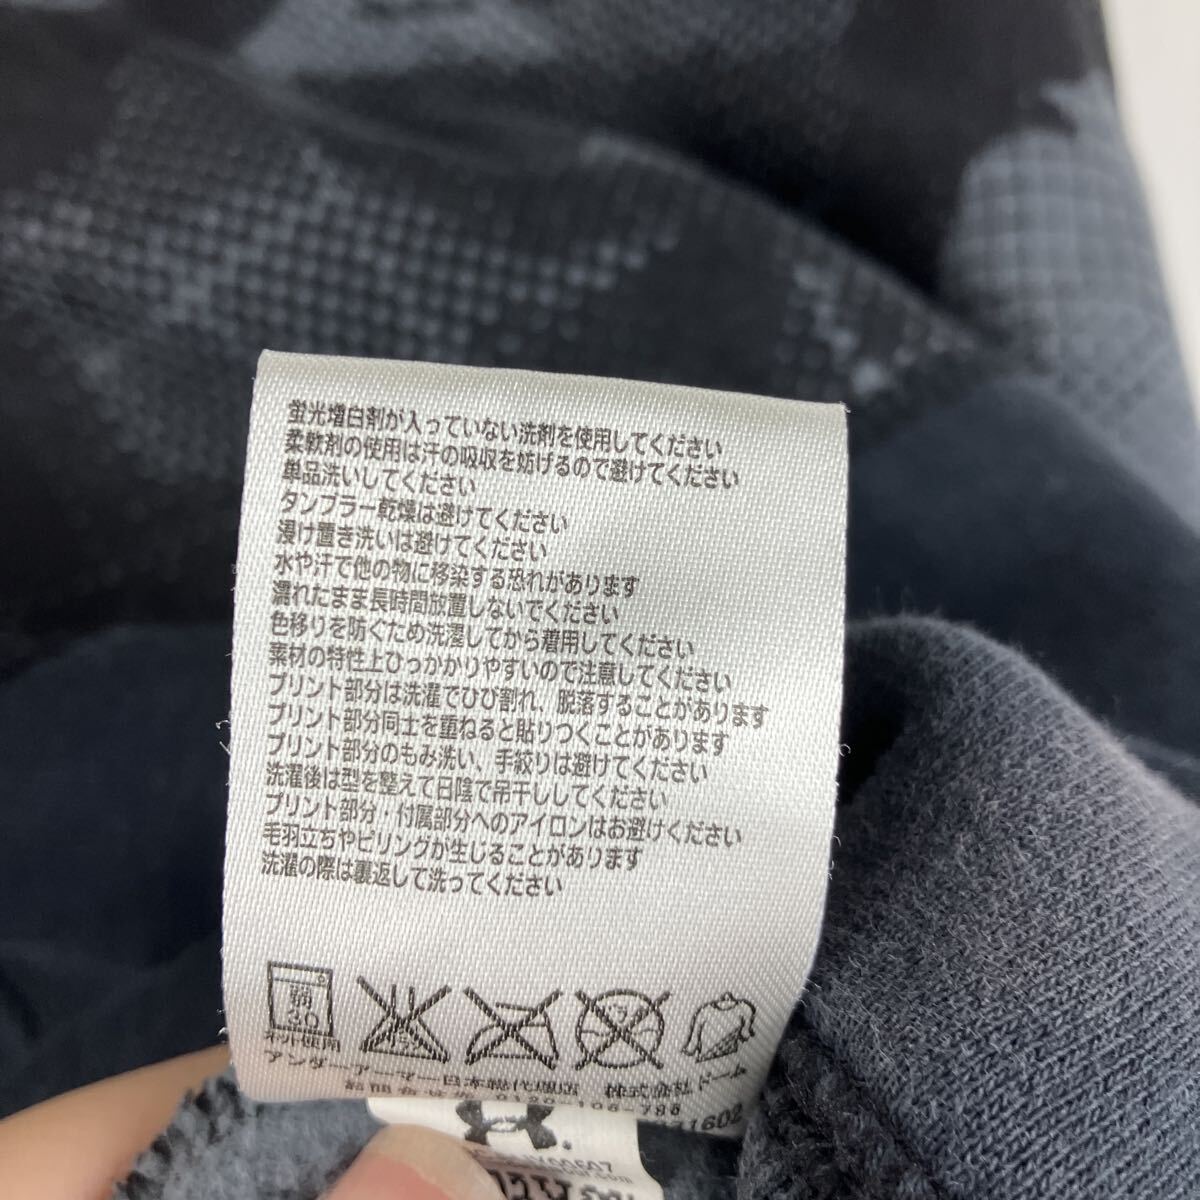 蛍光増白剤が入っていない洗剤を使用してください
柔軟剤の使用は汗の吸収を妨げるので避けてください
単品洗いしてください
タンブラー乾燥は避けてください
浸け置き洗いは避けてください
水や汗で他の物に移染する恐れがあります
濡れたまま長時間放置しないでください
色移りを防ぐため洗濯してから着用してください
素材の特性上ひっかかりやすいので注意してください
プリント部分は洗濯でひび割れ、脱落することがあります
プリント部分同士を重ねると貼りつくことがあります
プリント部分のもみ洗い、手絞りは避けてください
洗濯後は型を整えて日陰で吊干ししてください
プリント部分・付属部分へのアイロンはお避けください
毛羽立ちやピリングが生じることがあります
洗濯の際は裏返して洗ってください
弱
30
ネット使用
エンソサラシ
ドライ
アンダーアーマー日本総代理店 株式会社ドーム
お問合せ先 0120-106-786